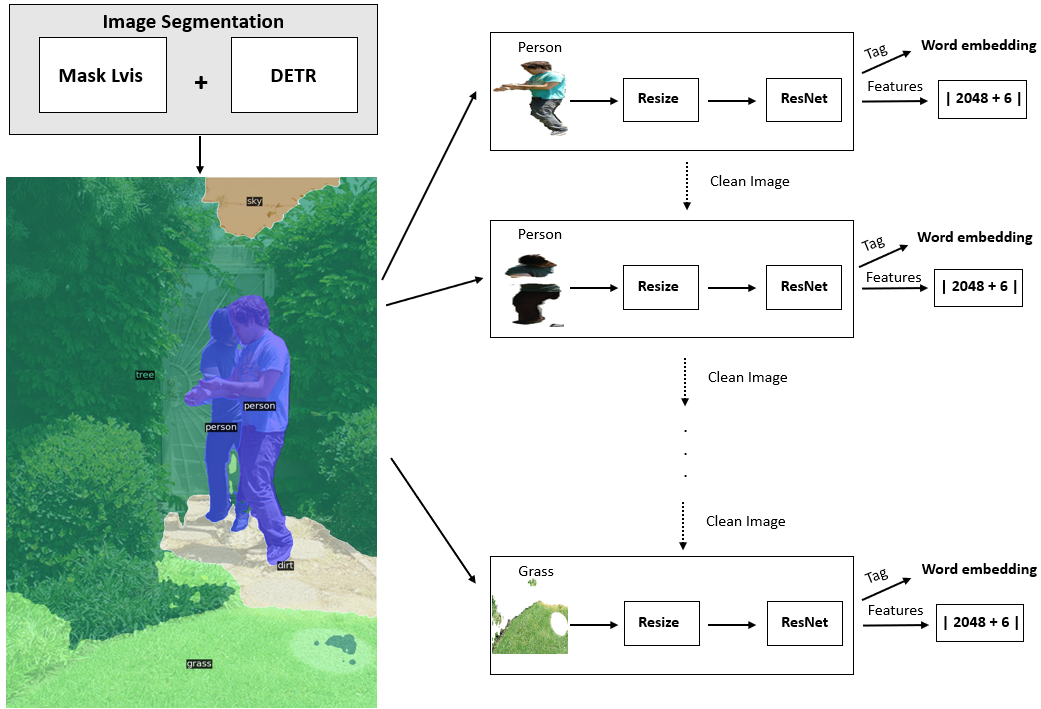 Image Segmentation
Mask Lvis
+
DETR
sky
tree
person
person
dirt
grass
Person
Resize
ResNet
Tag
Word embedding
Features
| 2048 + 6 |
Clean Image
Person
Resize
ResNet
Tag
Word embedding
Features
| 2048 + 6 |
Clean Image
.
.
.
Clean Image
Grass
Resize
ResNet
Tag
Word embedding
Features
| 2048 + 6 |